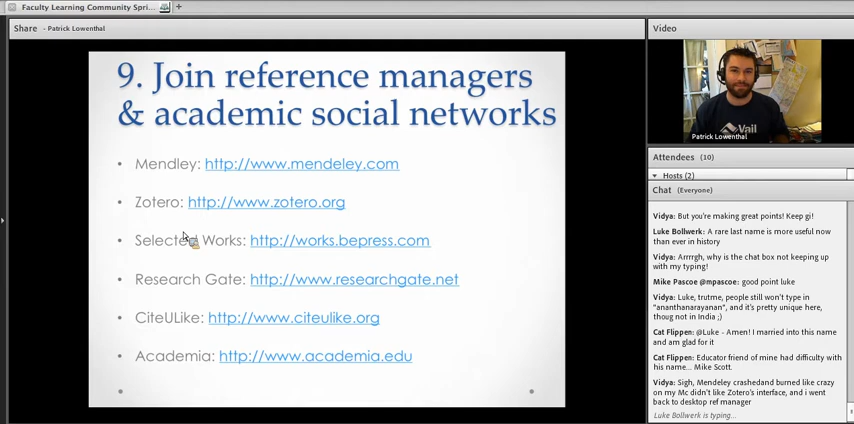 Faculty Learning Community Spri...
Share - Patrick Lowenthal
9. Join reference managers
& academic social networks
• Mendley: http://www.mendeley.com
• Zotero: http://www.zotero.org
• Selected Works: http://works.bepress.com
• Research Gate: http://www.researchgate.net
• CiteULike: http://www.citeulike.org
• Academia: http://www.academia.edu
Video
Vail
Patrick Lowenthal
Attendees (10)
Hosts (2)
Chat (Everyone)
Vidya: But you're making great points! Keep gi!
Luke Bollwerk: A rare last name is more useful now
than ever in history
Vidya: Arrrrgh, why is the chat box not keeping up
with my typing!
Mike Pascoe @mpascoe: good point luke
Vidya: Luke, trutme, people still won't type in
"ananthanarayanan", and it's pretty unique here,
thoug not in India ;)
Cat Flippen: @Luke - Amen! I married into this name
and am glad for it
Cat Flippen: Educator friend of mine had difficulty with
his name... Mike Scott.
Vidya: Sigh, Mendeley crashedand burned like crazy
on my Mc didn't like Zotero's interface, and i went
back to desktop ref manager
Luke Bollwerk is typing...